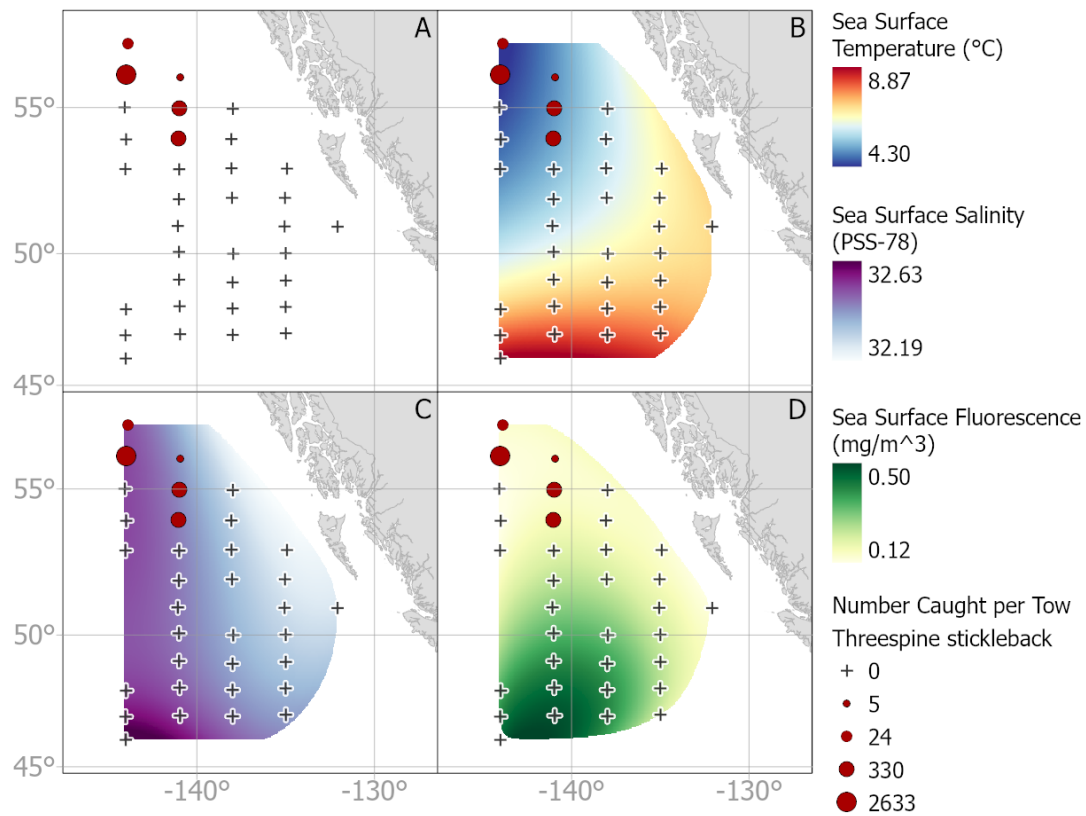 A
B
55°
50°
45°
C
D
55°
50°
45°
-140°
-130°
-140°
-130°
Sea Surface
Temperature (°C)
8.87
4.30
Sea Surface Salinity
(PSS-78)
32.63
32.19
Sea Surface Fluorescence
(mg/m^3)
0.50
0.12
Number Caught per Tow
Threespine stickleback
0
5
24
330
2633